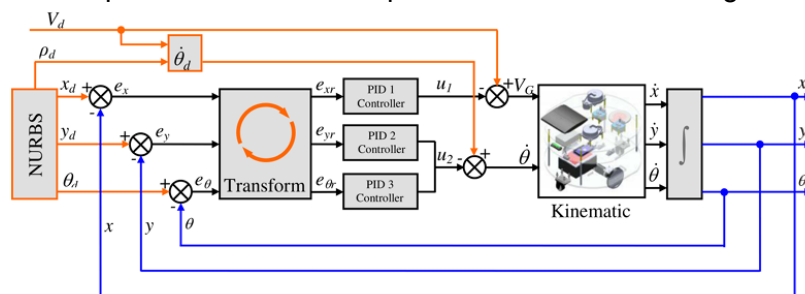 V_d
ρ_d
θ̇_d
x_d + e_x e_xr PID 1 Controller u_1 - + V_G ẋ x
-
NURBS
y_d + e_y e_yr PID 2 Controller u_2 - + θ̇ ẏ ∫ y
-
θ_d + e_θ Transform e_θr PID 3 Controller θ̇ θ
-
Kinematic
x y θ